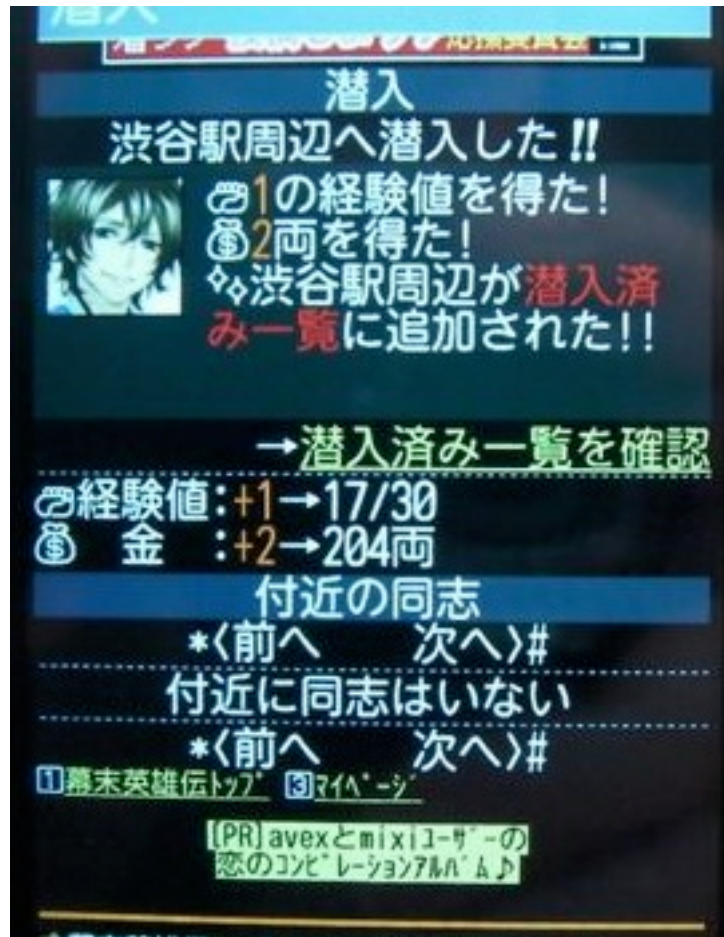 潜入
潜入
渋谷駅周辺へ潜入した!!
1の経験値を得た!
2両を得た!
渋谷駅周辺が潜入済
み一覧に追加された!!
→潜入済み一覧を確認
経験値:+1→17/30
金 :+2→204両
付近の同志
*<前へ 次へ>#
付近に同志はいない
*<前へ 次へ>#
1幕末英雄伝トップ 3マイページ
[PR]avexとmixiユーザーの
恋のコンピレーションアルバム♪